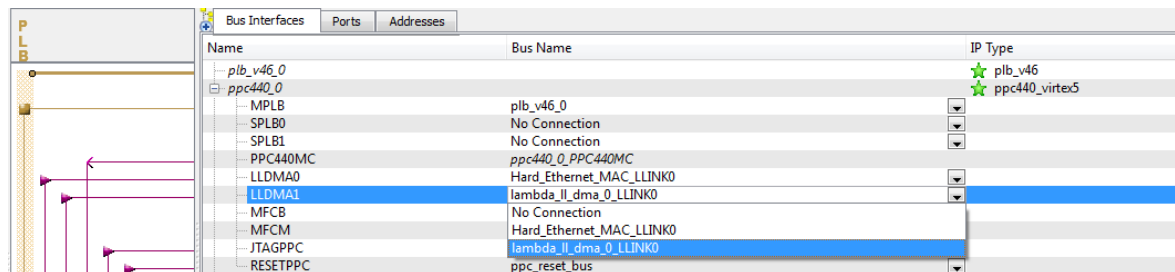 P
L
B
Bus Interfaces Ports Addresses
Name Bus Name IP Type
plb_v46_0 plb_v46
ppc440_0 ppc440_virtex5
MPLB plb_v46_0
SPLB0 No Connection
SPLB1 No Connection
PPC440MC ppc440_0_PPC440MC
LLDMA0 Hard_Ethernet_MAC_LLINK0
LLDMA1 lambda_ll_dma_0_LLINK0
MFCB No Connection
MFCM Hard_Ethernet_MAC_LLINK0
JTAGPPC lambda_ll_dma_0_LLINK0
RESETPPC ppc_reset_bus